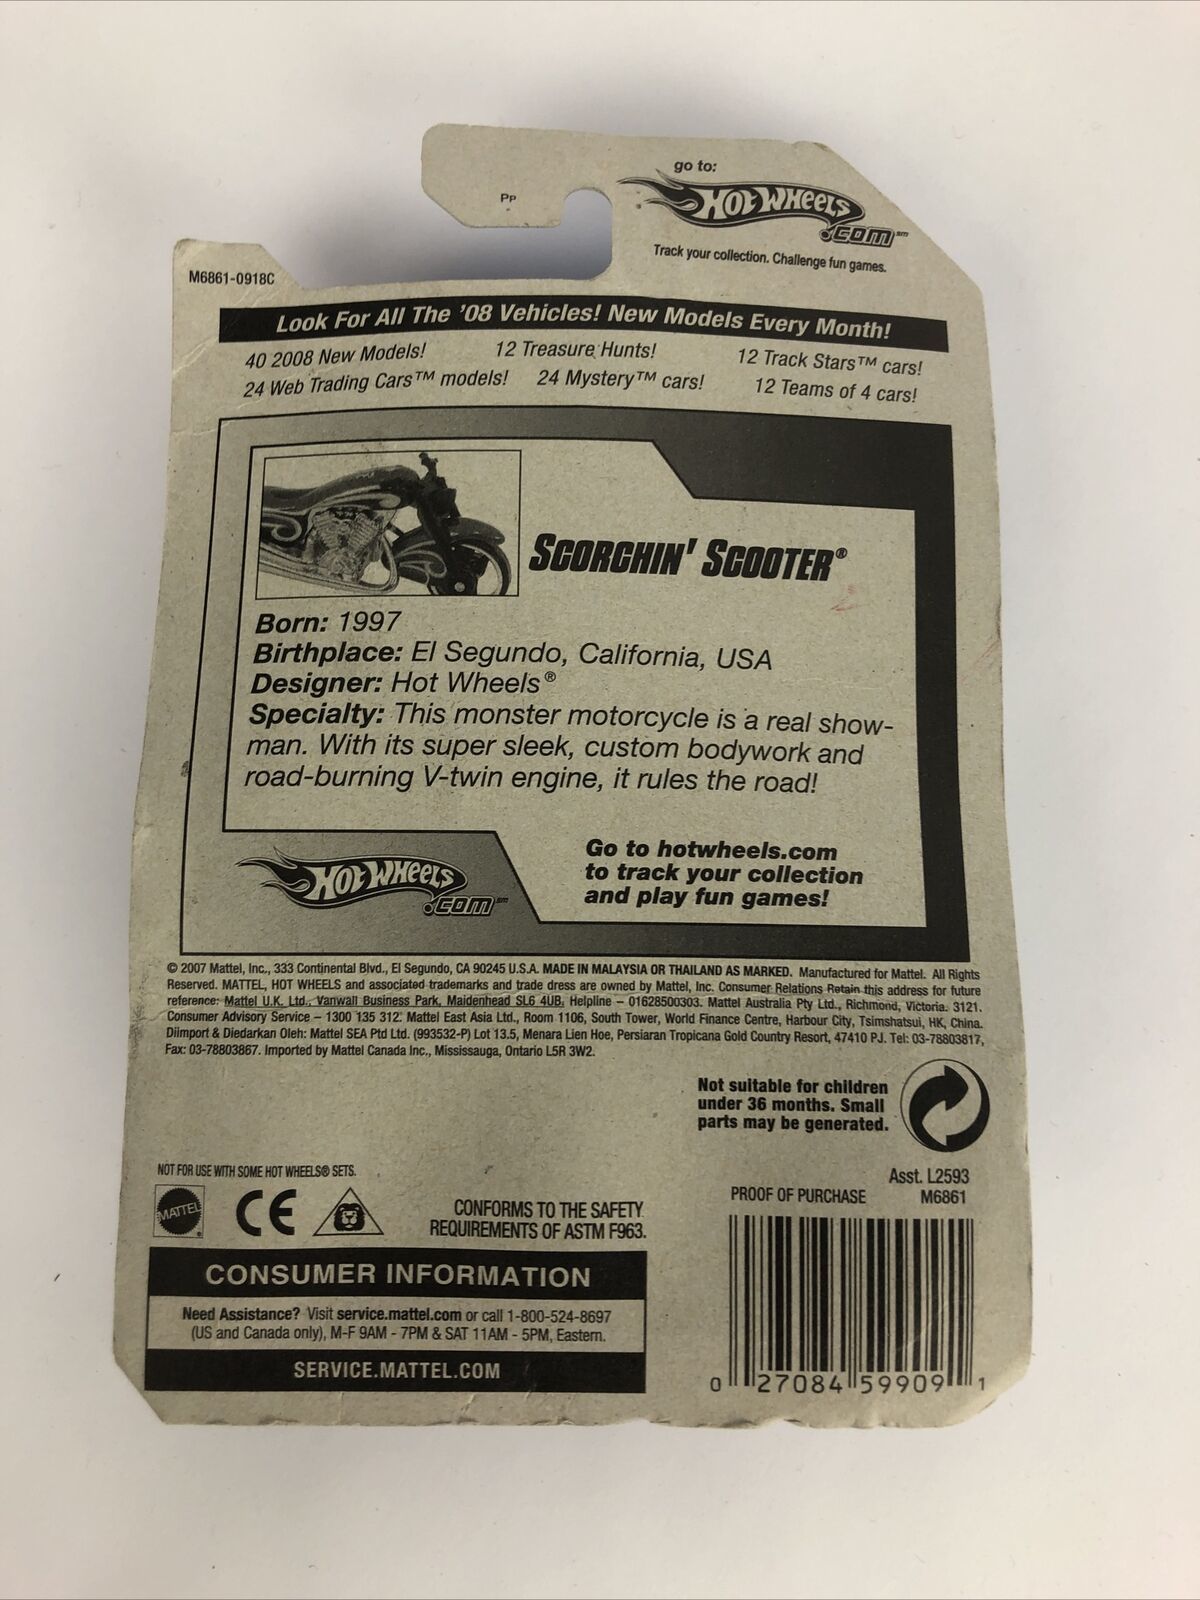 go to:
Hot Wheels
.com℠
Track your collection. Challenge fun games.
Pp
M6861-0918C
Look For All The '08 Vehicles! New Models Every Month!
40 2008 New Models! 12 Treasure Hunts! 12 Track Stars™ cars!
24 Web Trading Cars™ models! 24 Mystery™ cars! 12 Teams of 4 cars!
SCORCHIN' SCOOTER®
Born: 1997
Birthplace: El Segundo, California, USA
Designer: Hot Wheels®
Specialty: This monster motorcycle is a real show-
man. With its super sleek, custom bodywork and
road-burning V-twin engine, it rules the road!
Hot Wheels
.com℠
Go to hotwheels.com
to track your collection
and play fun games!
© 2007 Mattel, Inc., 333 Continental Blvd., El Segundo, CA 90245 U.S.A. MADE IN MALAYSIA OR THAILAND AS MARKED. Manufactured for Mattel. All Rights
Reserved. MATTEL, HOT WHEELS and associated trademarks and trade dress are owned by Mattel, Inc. Consumer Relations Retain this address for future
reference: Mattel U.K. Ltd., Vanwall Business Park, Maidenhead SL6 4UB. Helpline – 01628500303. Mattel Australia Pty Ltd., Richmond, Victoria. 3121.
Consumer Advisory Service – 1300 135 312. Mattel East Asia Ltd., Room 1106, South Tower, World Finance Centre, Harbour City, Tsimshatsui, HK, China.
Diimport & Diedarkan Oleh: Mattel SEA Ptd Ltd. (993532-P) Lot 13.5, Menara Lien Hoe, Persiaran Tropicana Gold Country Resort, 47410 PJ. Tel: 03-78803817,
Fax: 03-78803867. Imported by Mattel Canada Inc., Mississauga, Ontario L5R 3W2.
Not suitable for children
under 36 months. Small
parts may be generated.
NOT FOR USE WITH SOME HOT WHEELS® SETS.
MATTEL®
CE
CONFORMS TO THE SAFETY
REQUIREMENTS OF ASTM F963.
Asst. L2593
PROOF OF PURCHASE M6861
CONSUMER INFORMATION
Need Assistance? Visit service.mattel.com or call 1-800-524-8697
(US and Canada only), M-F 9AM - 7PM & SAT 11AM - 5PM, Eastern.
SERVICE.MATTEL.COM
0 27084 59909 1